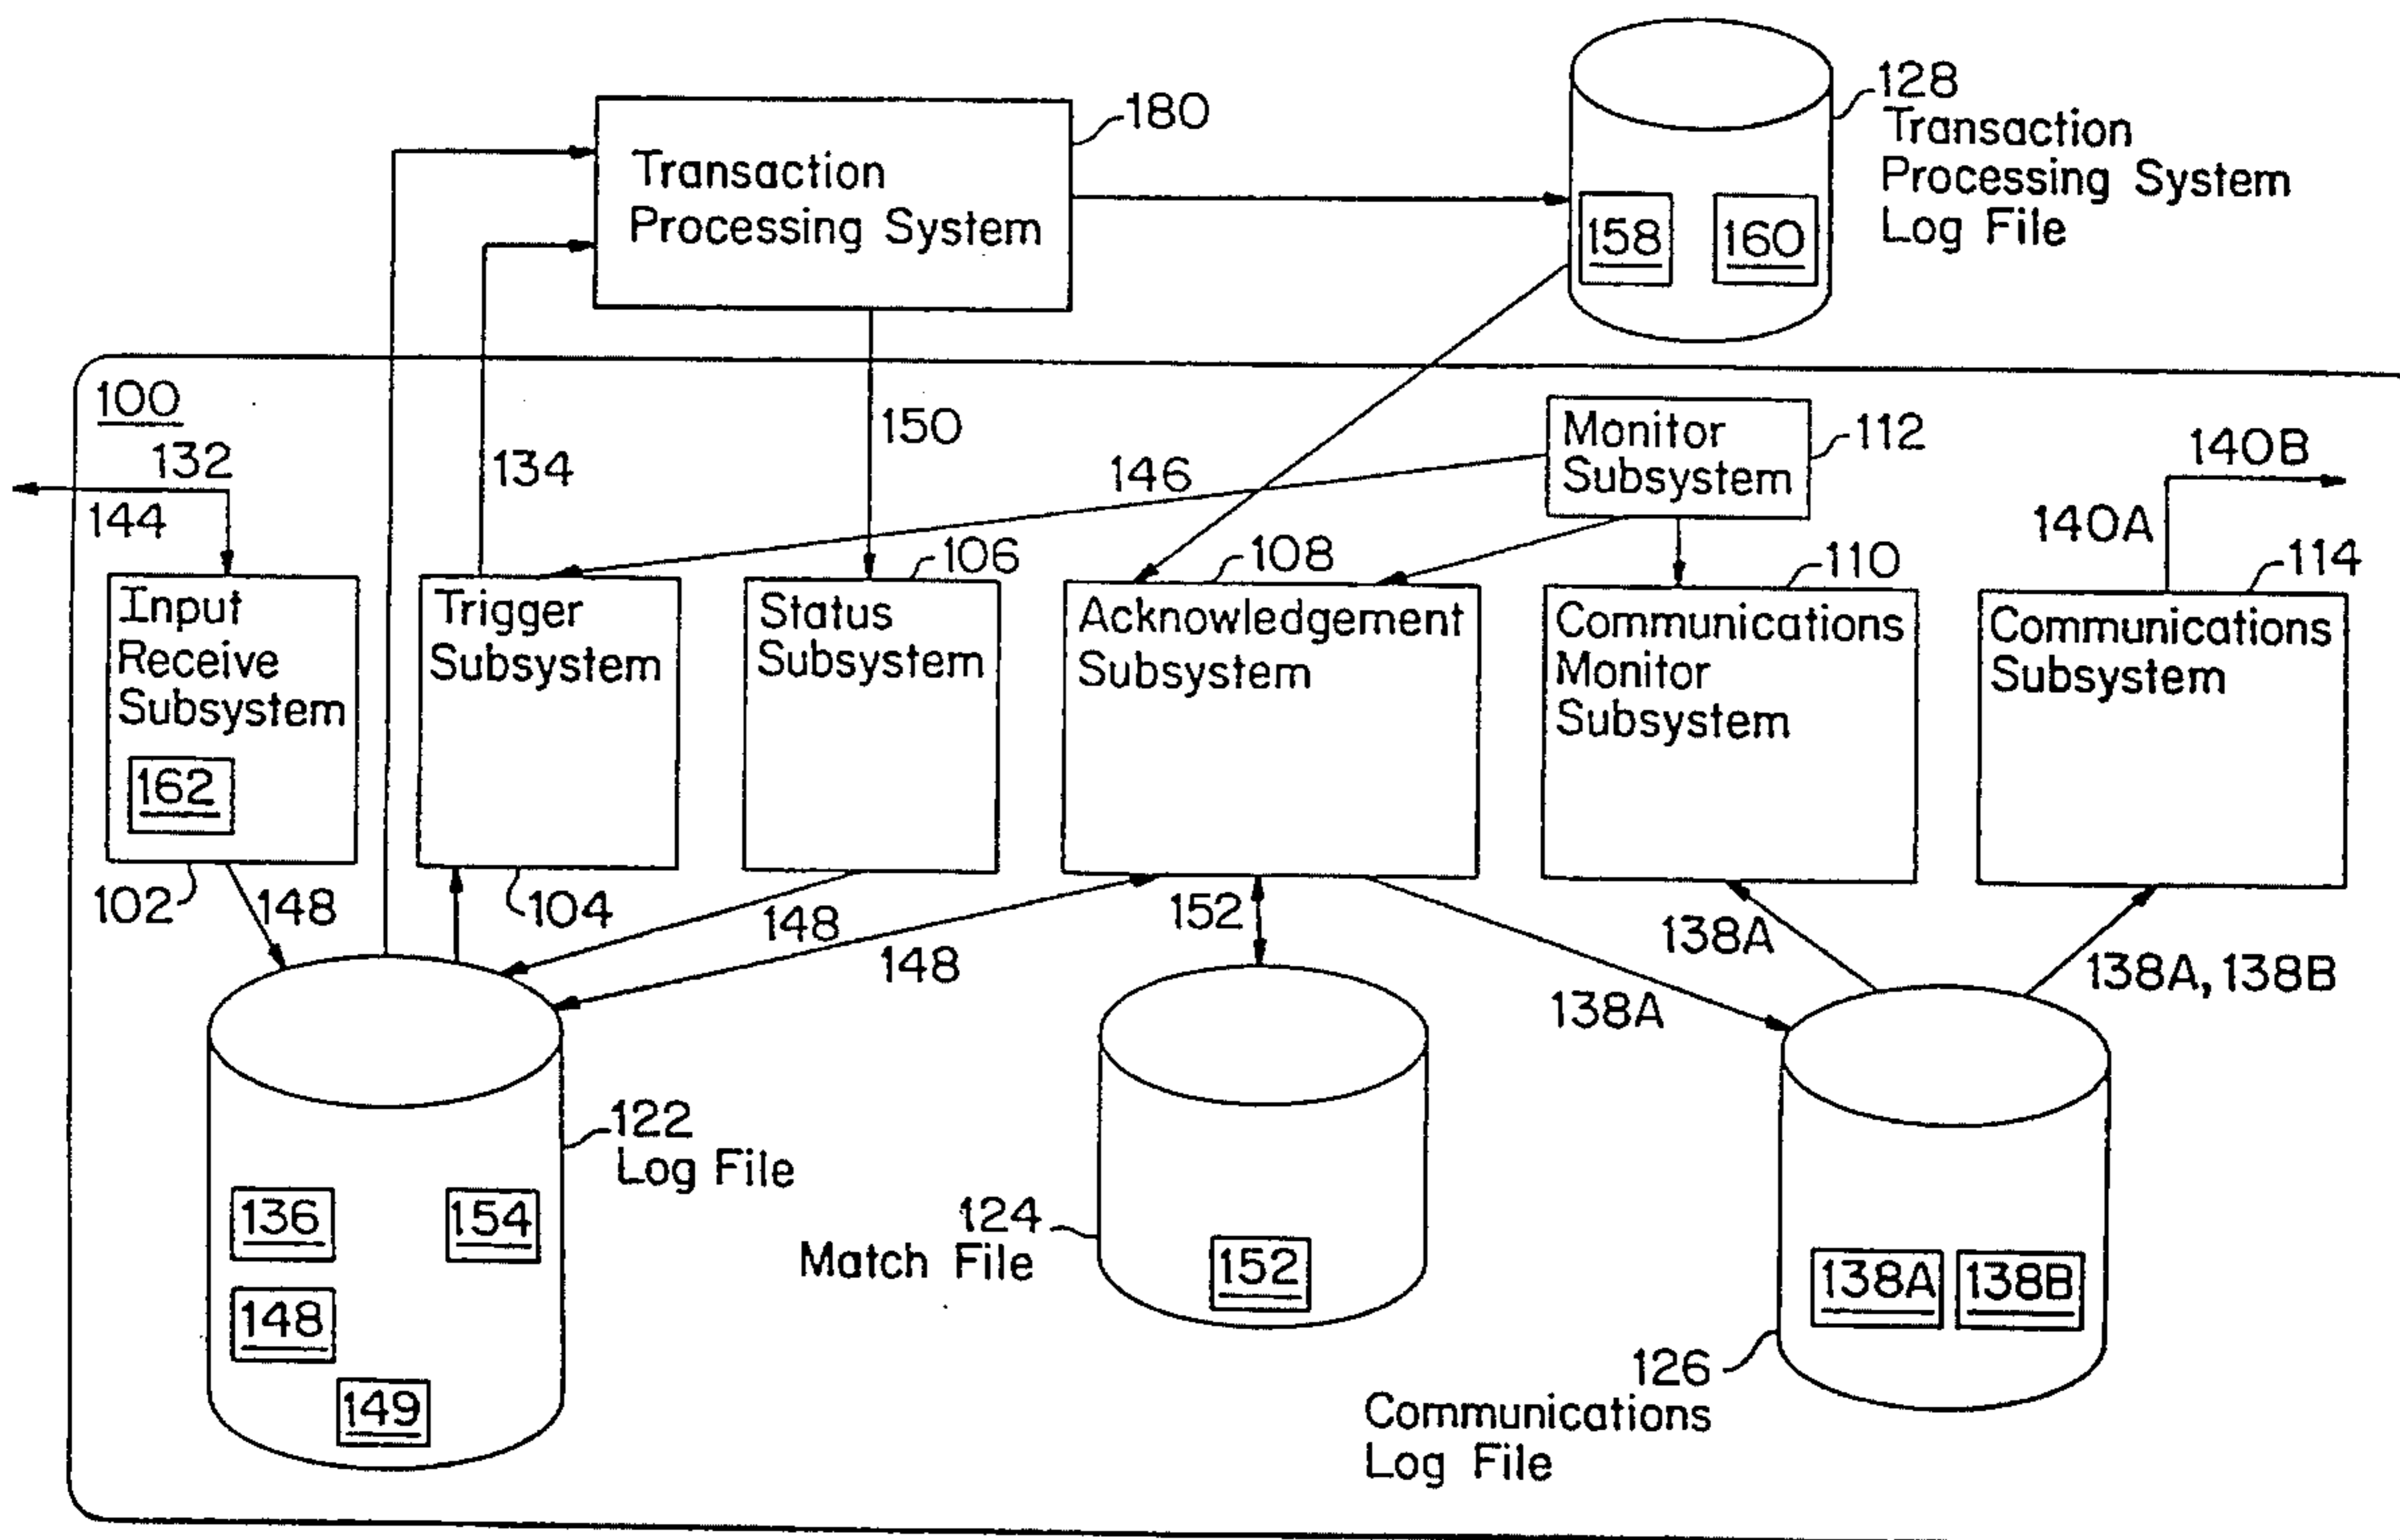 180
Transaction
Processing System
128
Transaction
Processing System
Log File
158
160
100
132
144
134
150
146
Monitor
Subsystem
112
140B
140A
106
108
110
114
Input
Receive
Subsystem
162
Trigger
Subsystem
Status
Subsystem
Acknowledgement
Subsystem
Communications
Monitor
Subsystem
Communications
Subsystem
102
148
104
148
148
152
138A
138A
138A, 138B
122
Log File
136
154
148
149
124
Match File
152
138A
138B
126
Communications
Log File